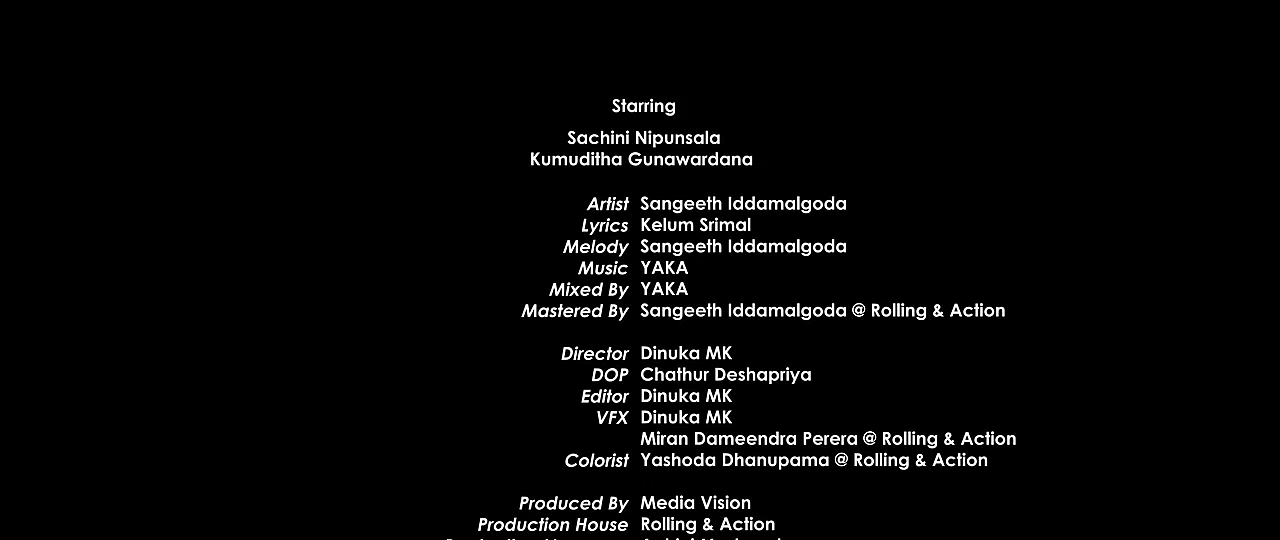 Starring
Sachini Nipunsala
Kumuditha Gunawardana
Artist Sangeeth Iddamalgoda
Lyrics Kelum Srimal
Melody Sangeeth Iddamalgoda
Music YAKA
Mixed By YAKA
Mastered By Sangeeth Iddamalgoda @ Rolling & Action
Director Dinuka MK
DOP Chathur Deshapriya
Editor Dinuka MK
VFX Dinuka MK
Miran Dameendra Perera @ Rolling & Action
Colorist Yashoda Dhanupama @ Rolling & Action
Produced By Media Vision
Production House Rolling & Action